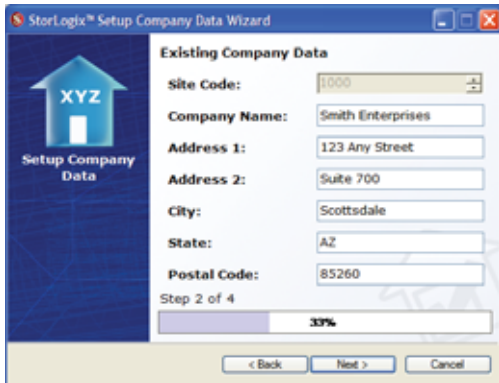 StorLogix™ Setup Company Data Wizard
Existing Company Data
XYZ
Setup Company
Data
Site Code: 1000
Company Name: Smith Enterprises
Address 1: 123 Any Street
Address 2: Suite 700
City: Scottsdale
State: AZ
Postal Code: 85260
Step 2 of 4
33%
< Back Next > Cancel